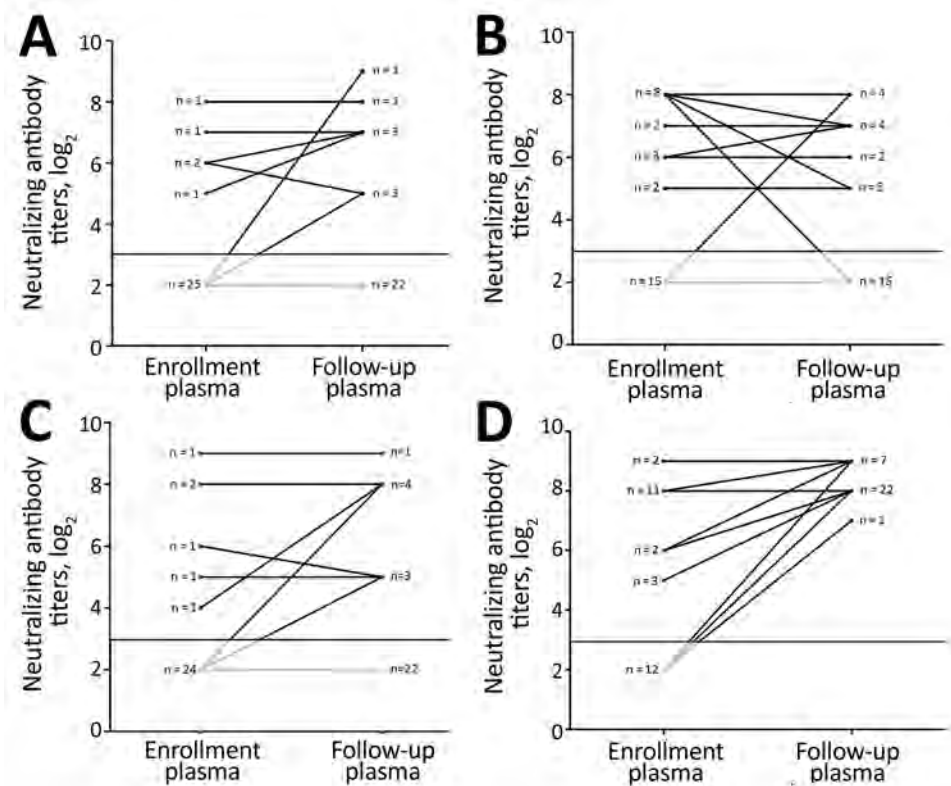 A
10
8
6
4
2
0
Neutralizing antibody
titers, log2
n=1
n=1
n=2
n=1
n=25
n=1
n=3
n=3
n=22
Enrollment
plasma
Follow-up
plasma
B
10
8
6
4
2
0
Neutralizing antibody
titers, log2
n=8
n=2
n=3
n=2
n=15
n=4
n=4
n=2
n=5
n=15
Enrollment
plasma
Follow-up
plasma
C
10
8
6
4
2
0
Neutralizing antibody
titers, log2
n=1
n=2
n=1
n=1
n=1
n=24
n=1
n=4
n=3
n=22
Enrollment
plasma
Follow-up
plasma
D
10
8
6
4
2
0
Neutralizing antibody
titers, log2
n=2
n=11
n=2
n=3
n=12
n=7
n=22
n=1
Enrollment
plasma
Follow-up
plasma